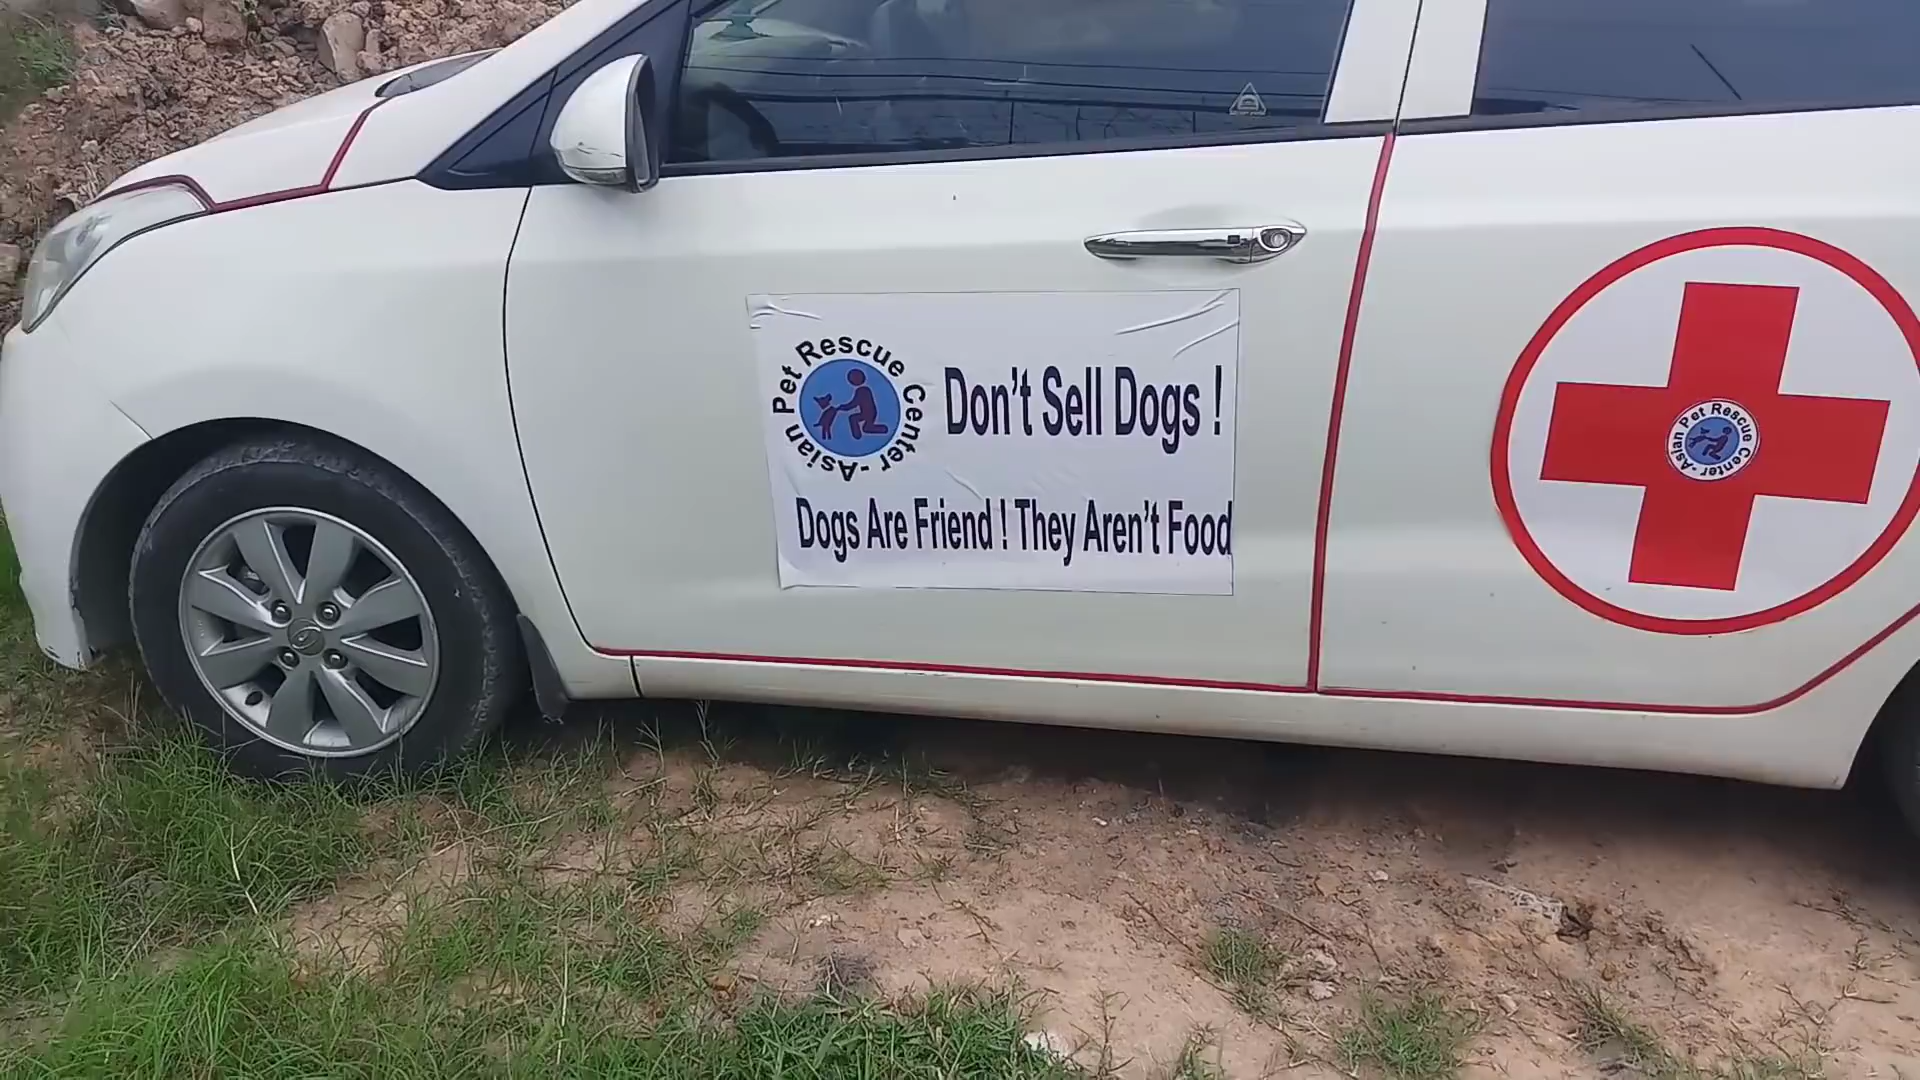 Asian Pet Rescue Center -
Don't Sell Dogs !
Dogs Are Friend ! They Aren't Food
Asian Pet Rescue Center -